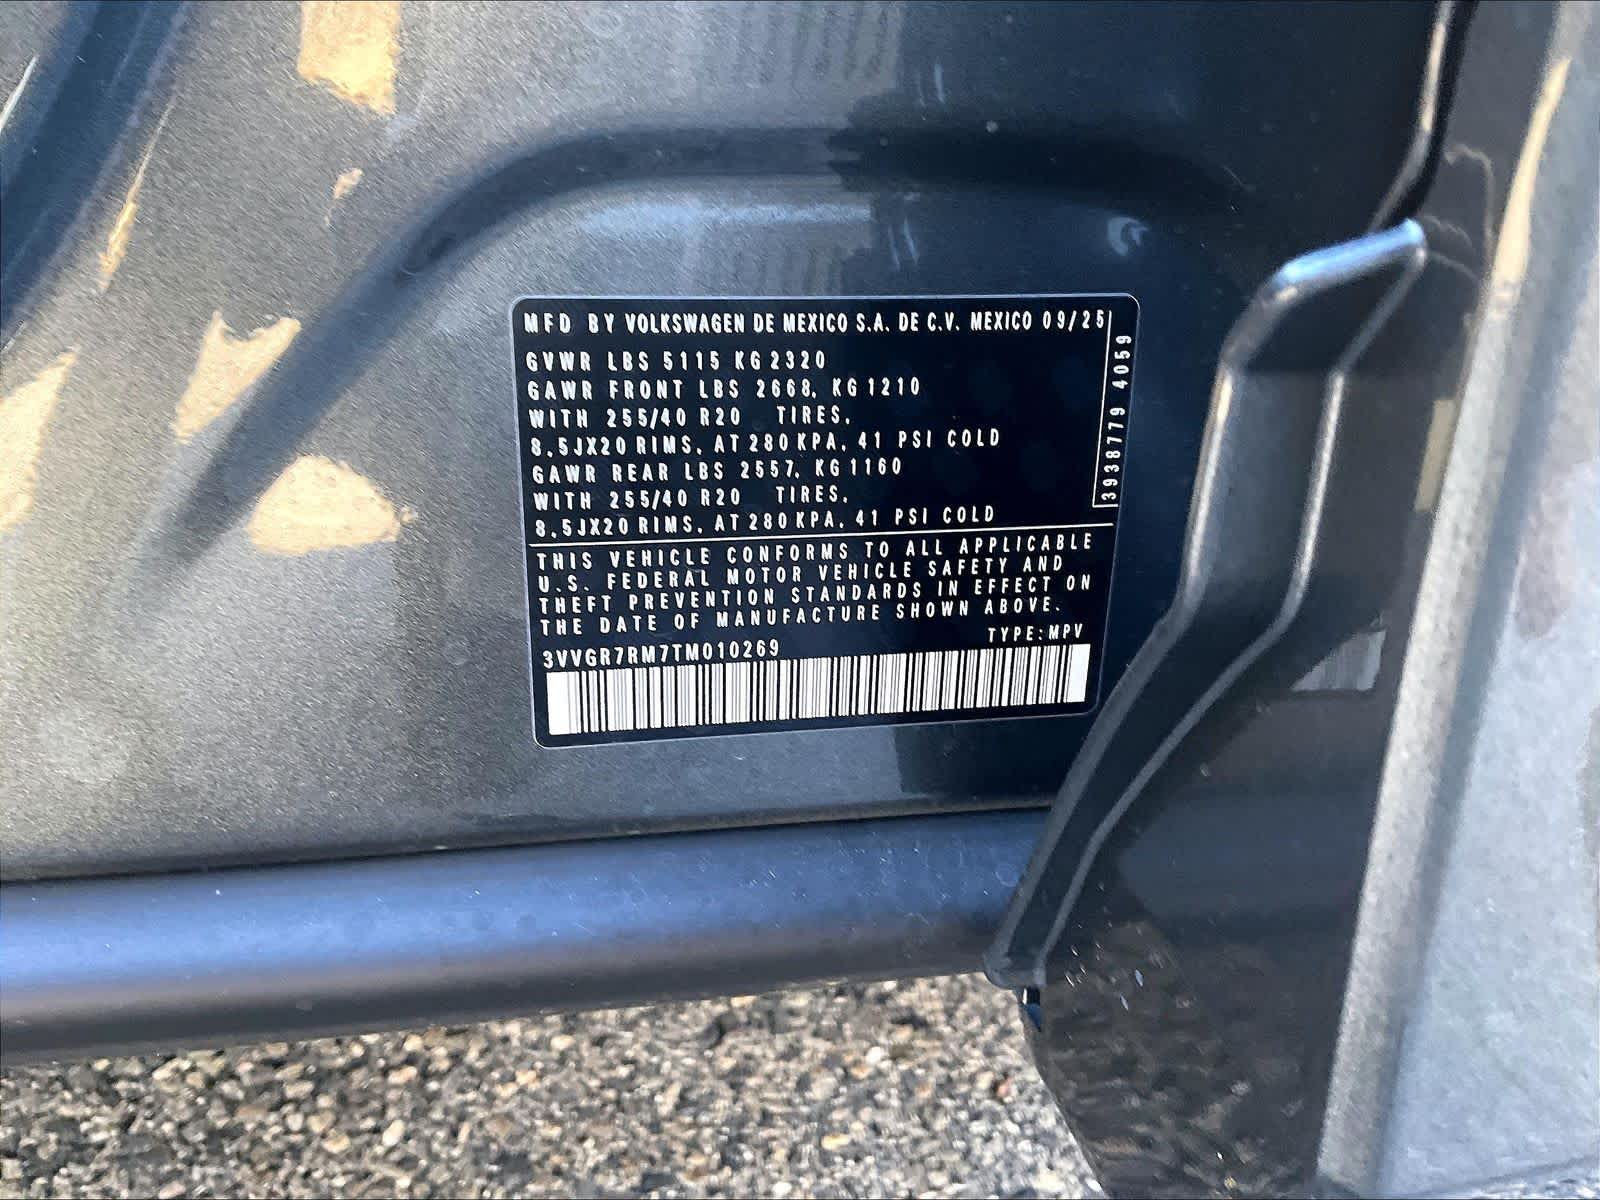 MFD BY VOLKSWAGEN DE MEXICO S.A. DE C.V. MEXICO 09/25
GVWR LBS 5115 KG 2320
GAWR FRONT LBS 2668, KG 1210
WITH 255/40 R20 TIRES,
8.5JX20 RIMS, AT 280 KPA, 41 PSI COLD
GAWR REAR LBS 2557, KG 1160
WITH 255/40 R20 TIRES,
8.5JX20 RIMS, AT 280 KPA, 41 PSI COLD
3938779 4059
THIS VEHICLE CONFORMS TO ALL APPLICABLE
U.S. FEDERAL MOTOR VEHICLE SAFETY AND
THEFT PREVENTION STANDARDS IN EFFECT ON
THE DATE OF MANUFACTURE SHOWN ABOVE.
3VVGR7RM7TM010269 TYPE: MPV